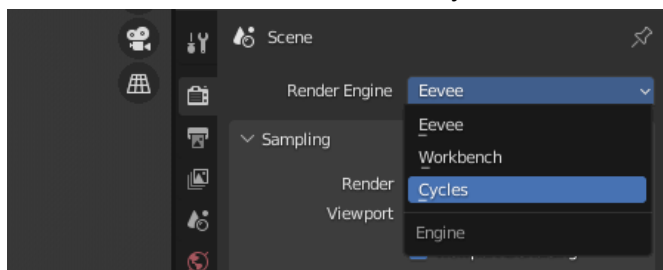 Scene
Render Engine Eevee
Eevee
Sampling
Workbench
Render
Cycles
Viewport
Engine